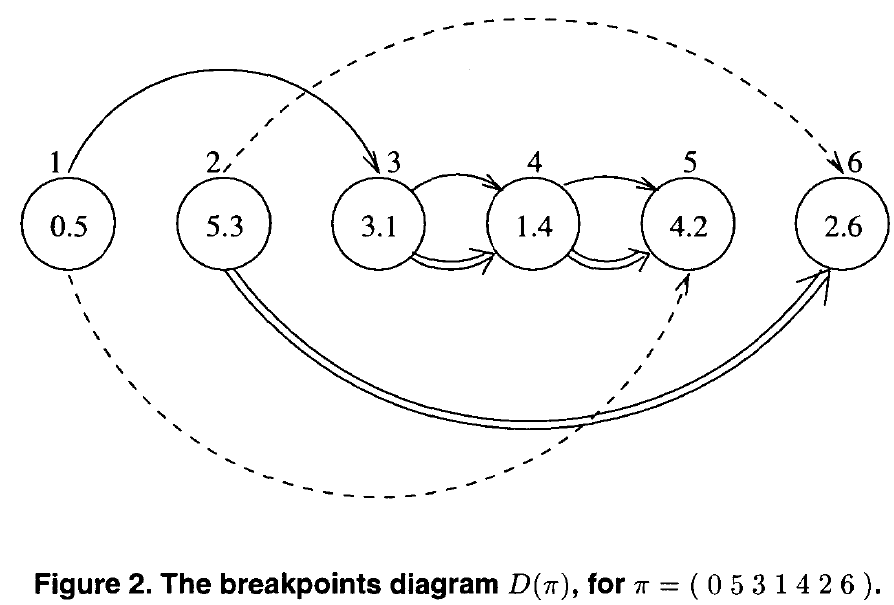 1 2 3 4 5 6
0.5 5.3 3.1 1.4 4.2 2.6
Figure 2. The breakpoints diagram D(π), for π = ( 0 5 3 1 4 2 6 ).